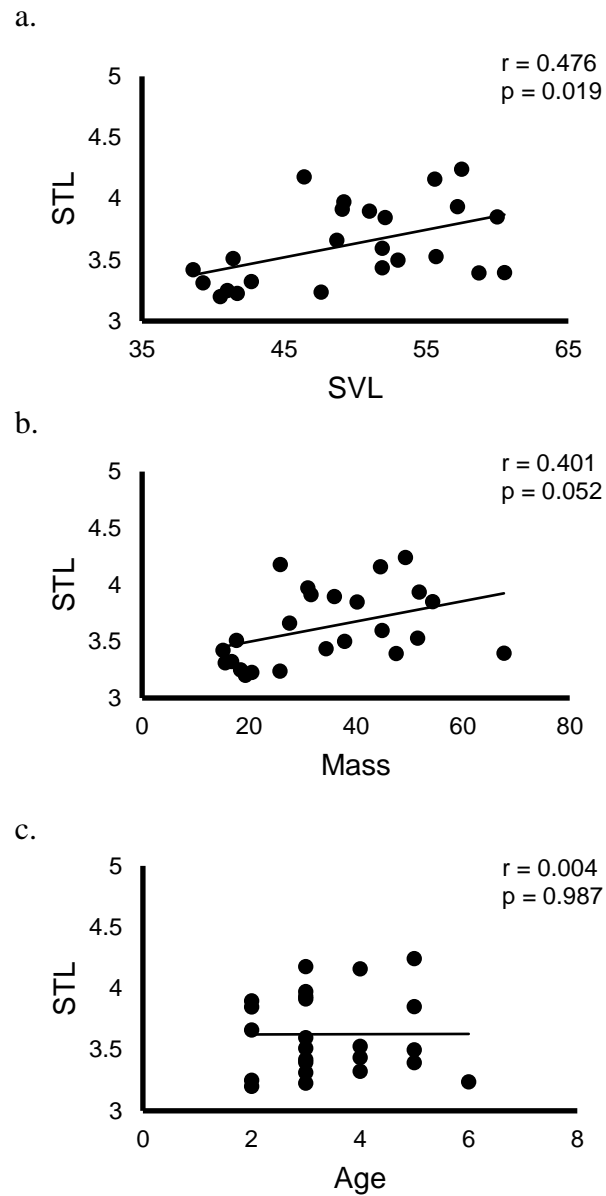 a.
r = 0.476
p = 0.019
5
4.5
4
3.5
3
STL
35 45 55 65
SVL
b.
r = 0.401
p = 0.052
5
4.5
4
3.5
3
STL
0 20 40 60 80
Mass
c.
r = 0.004
p = 0.987
5
4.5
4
3.5
3
STL
0 2 4 6 8
Age